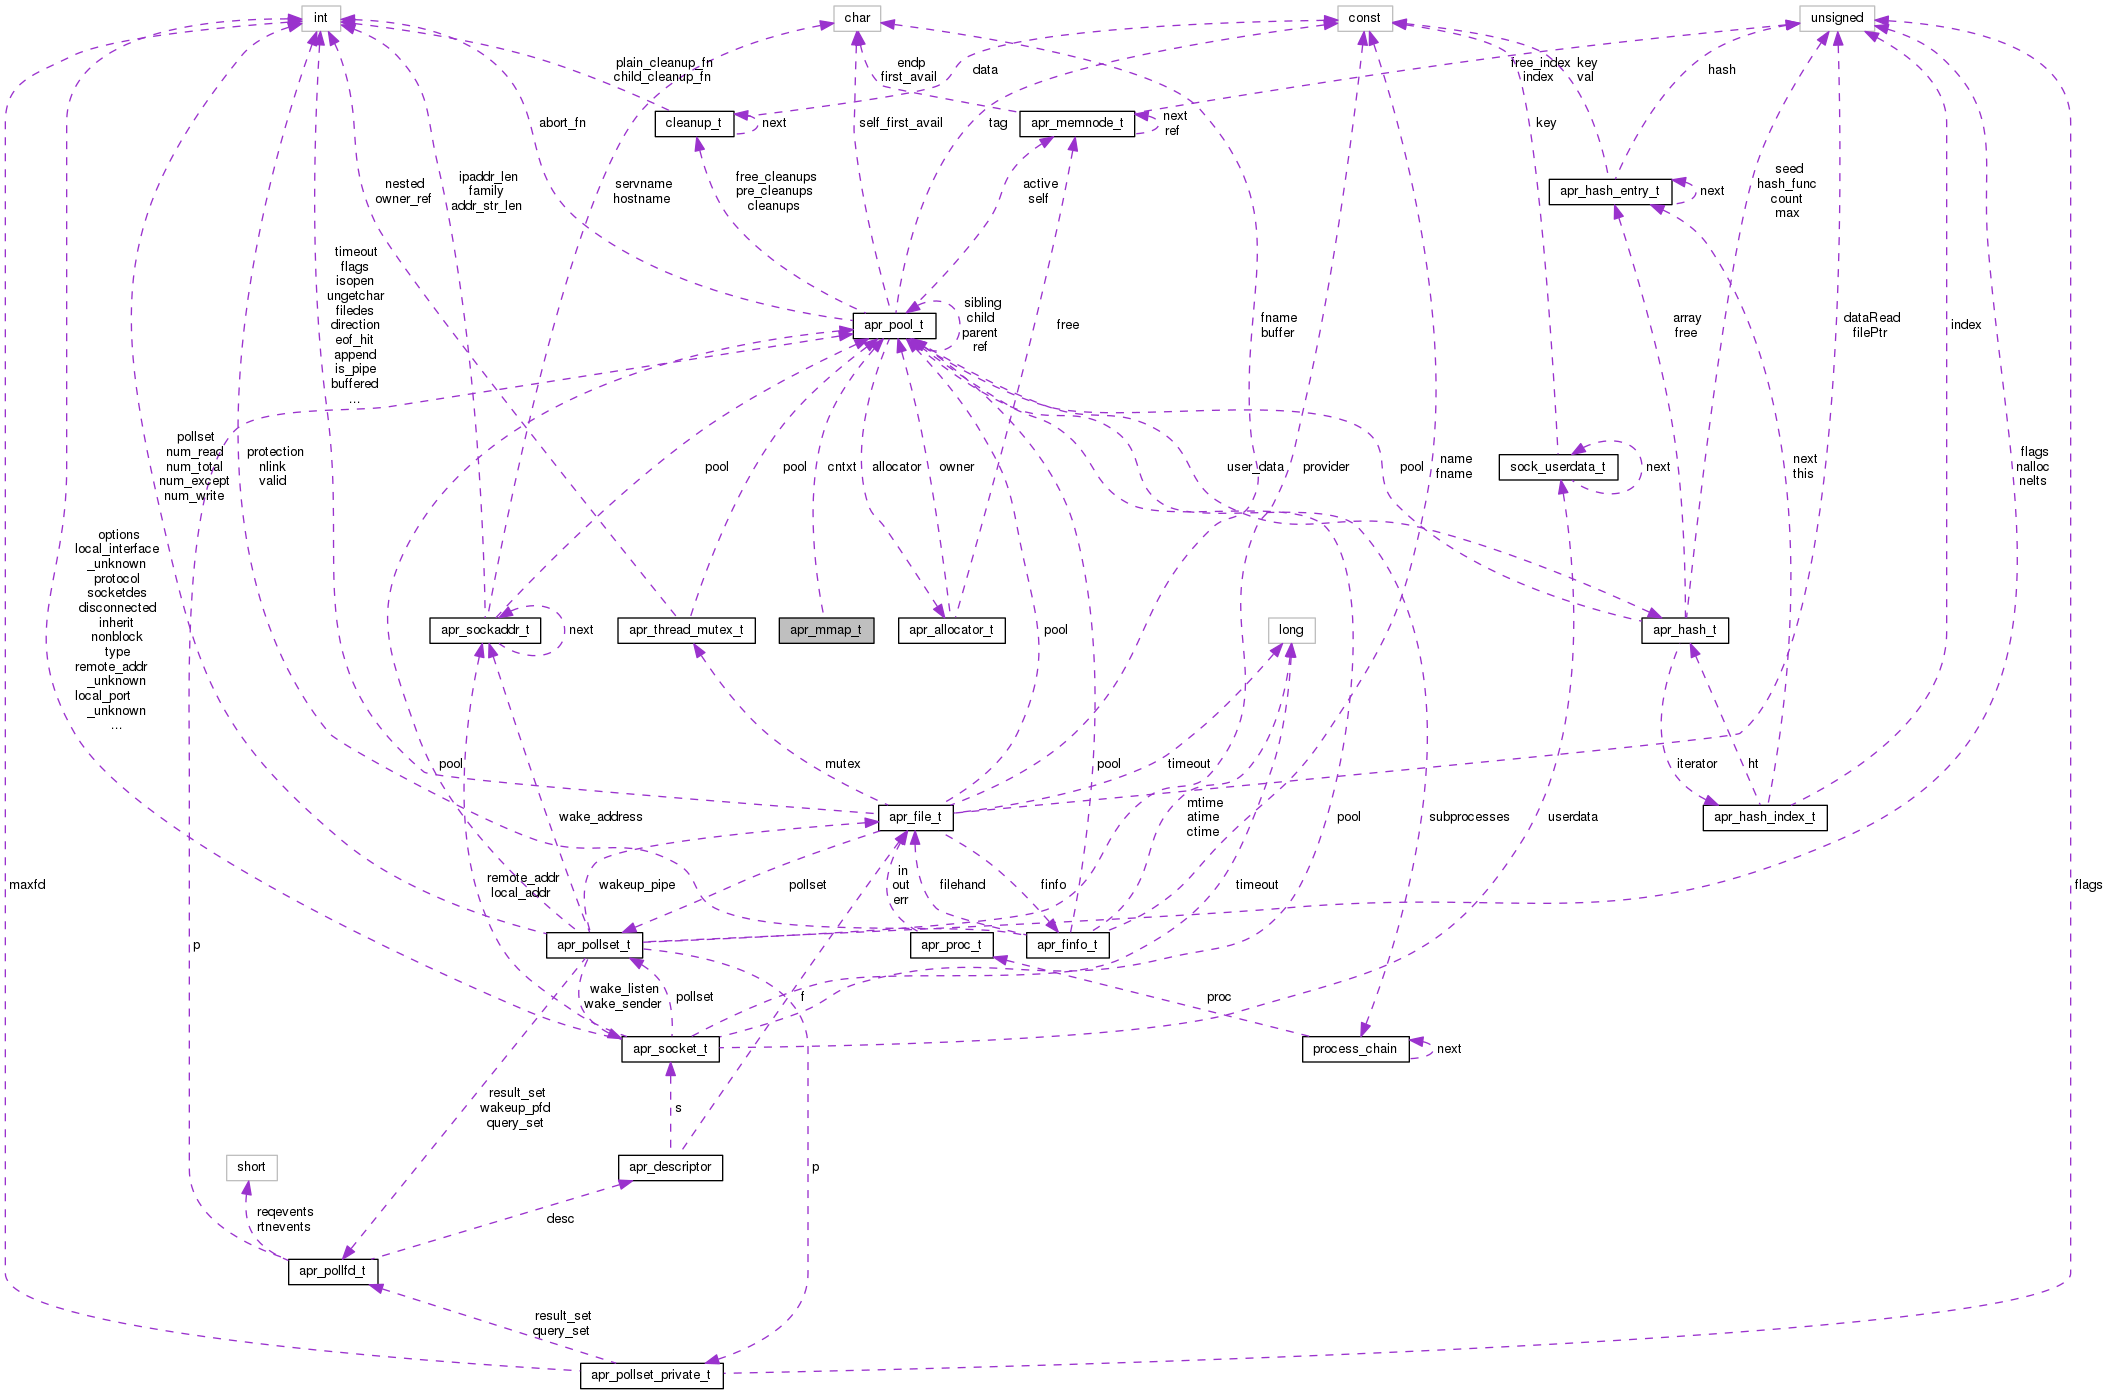 int
char
const
unsigned
plain_cleanup_fn
child_cleanup_fn
endp
first_avail
data
free_index
index
key
val
hash
abort_fn
cleanup_t
next
self_first_avail
tag
apr_memnode_t
next
ref
key
nested
owner_ref
ipaddr_len
family
addr_str_len
servname
hostname
free_cleanups
pre_cleanups
cleanups
active
self
apr_hash_entry_t
next
seed
hash_func
count
max
timeout
flags
isopen
ungetchar
filedes
direction
eof_hit
append
is_pipe
buffered
...
apr_pool_t
sibling
child
parent
ref
free
fname
buffer
array
free
dataRead
filePtr
index
pollset
num_read
num_total
num_except
num_write
protection
nlink
valid
pool
pool
cntxt
allocator
owner
user_data
provider
pool
name
fname
sock_userdata_t
next
next
this
flags
nalloc
nelts
options
local_interface
_unknown
protocol
socketdes
disconnected
inherit
nonblock
type
remote_addr
_unknown
local_port
_unknown
...
apr_sockaddr_t
next
apr_thread_mutex_t
apr_mmap_t
apr_allocator_t
pool
long
apr_hash_t
pool
mutex
pool
timeout
iterator
ht
wake_address
apr_file_t
mtime
atime
ctime
pool
subprocesses
userdata
apr_hash_index_t
maxfd
remote_addr
local_addr
wakeup_pipe
pollset
in
out
err
filehand
finfo
timeout
flags
p
apr_pollset_t
apr_proc_t
apr_finfo_t
wake_listen
wake_sender
pollset
f
proc
apr_socket_t
process_chain
next
result_set
wakeup_pfd
query_set
s
short
apr_descriptor
p
reqevents
rtnevents
desc
apr_pollfd_t
result_set
query_set
apr_pollset_private_t